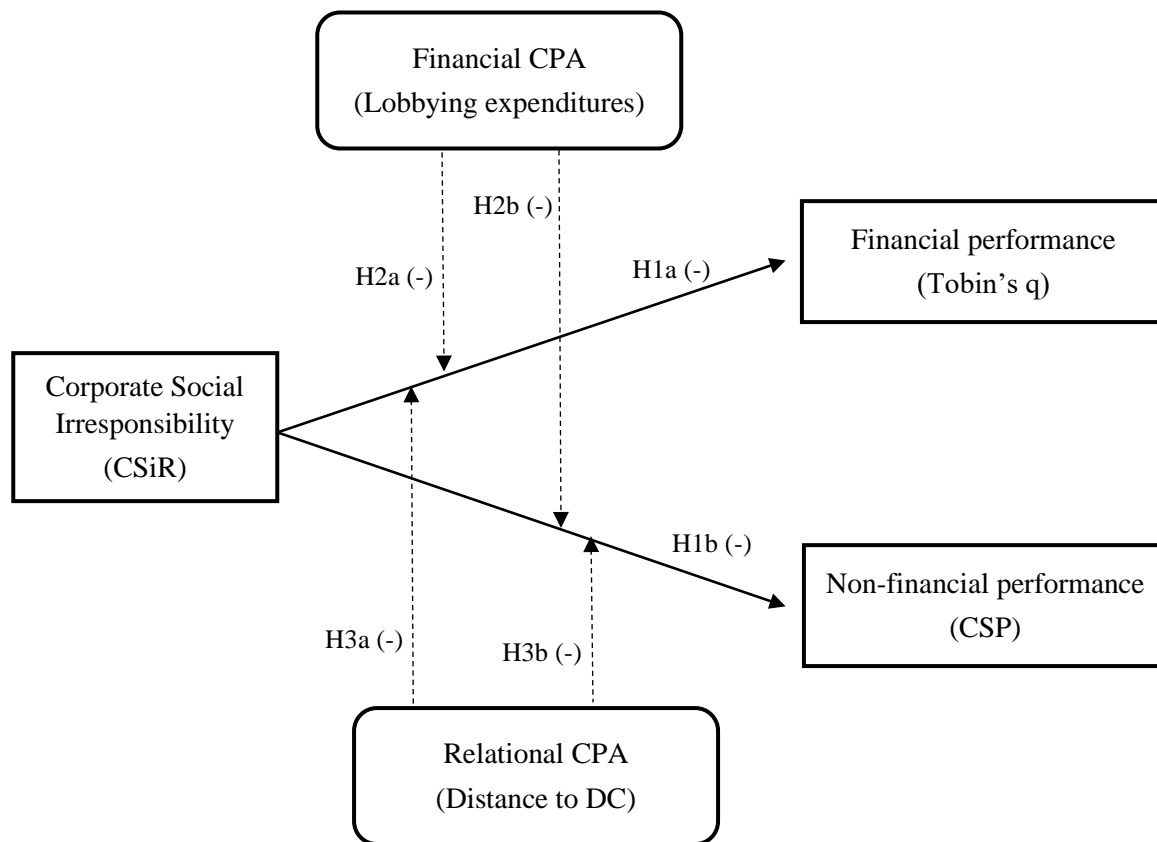 Financial CPA
(Lobbying expenditures)
H2b (-)
H2a (-)
H1a (-)
Financial performance
(Tobin’s q)
Corporate Social
Irresponsibility
(CSiR)
H1b (-)
Non-financial performance
(CSP)
H3a (-)
H3b (-)
Relational CPA
(Distance to DC)